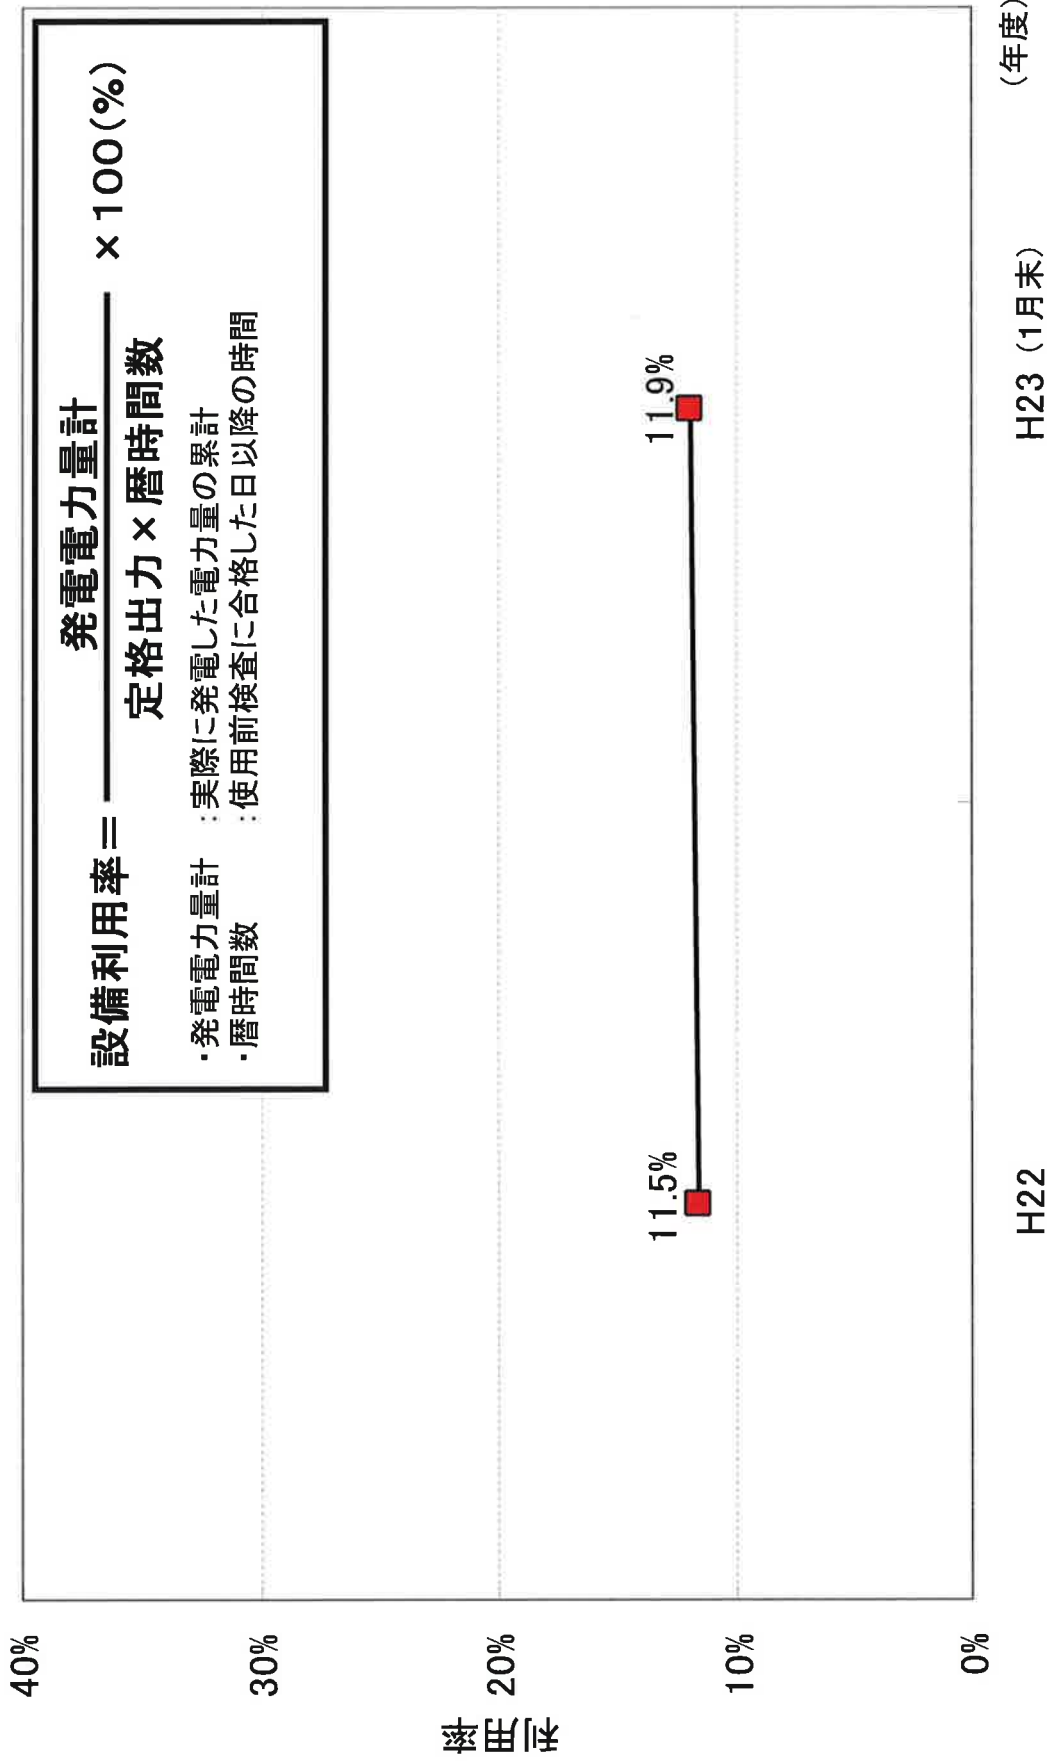 40%
30%
20%
10%
0%
利用率
発電電力量計
設備利用率＝ ×100(%)
定格出力×暦時間数
・発電電力量計 :実際に発電した電力量の累計
・暦時間数 :使用前検査に合格した日以降の時間
11.5%
11.9%
H22
H23（1月末）
（年度）